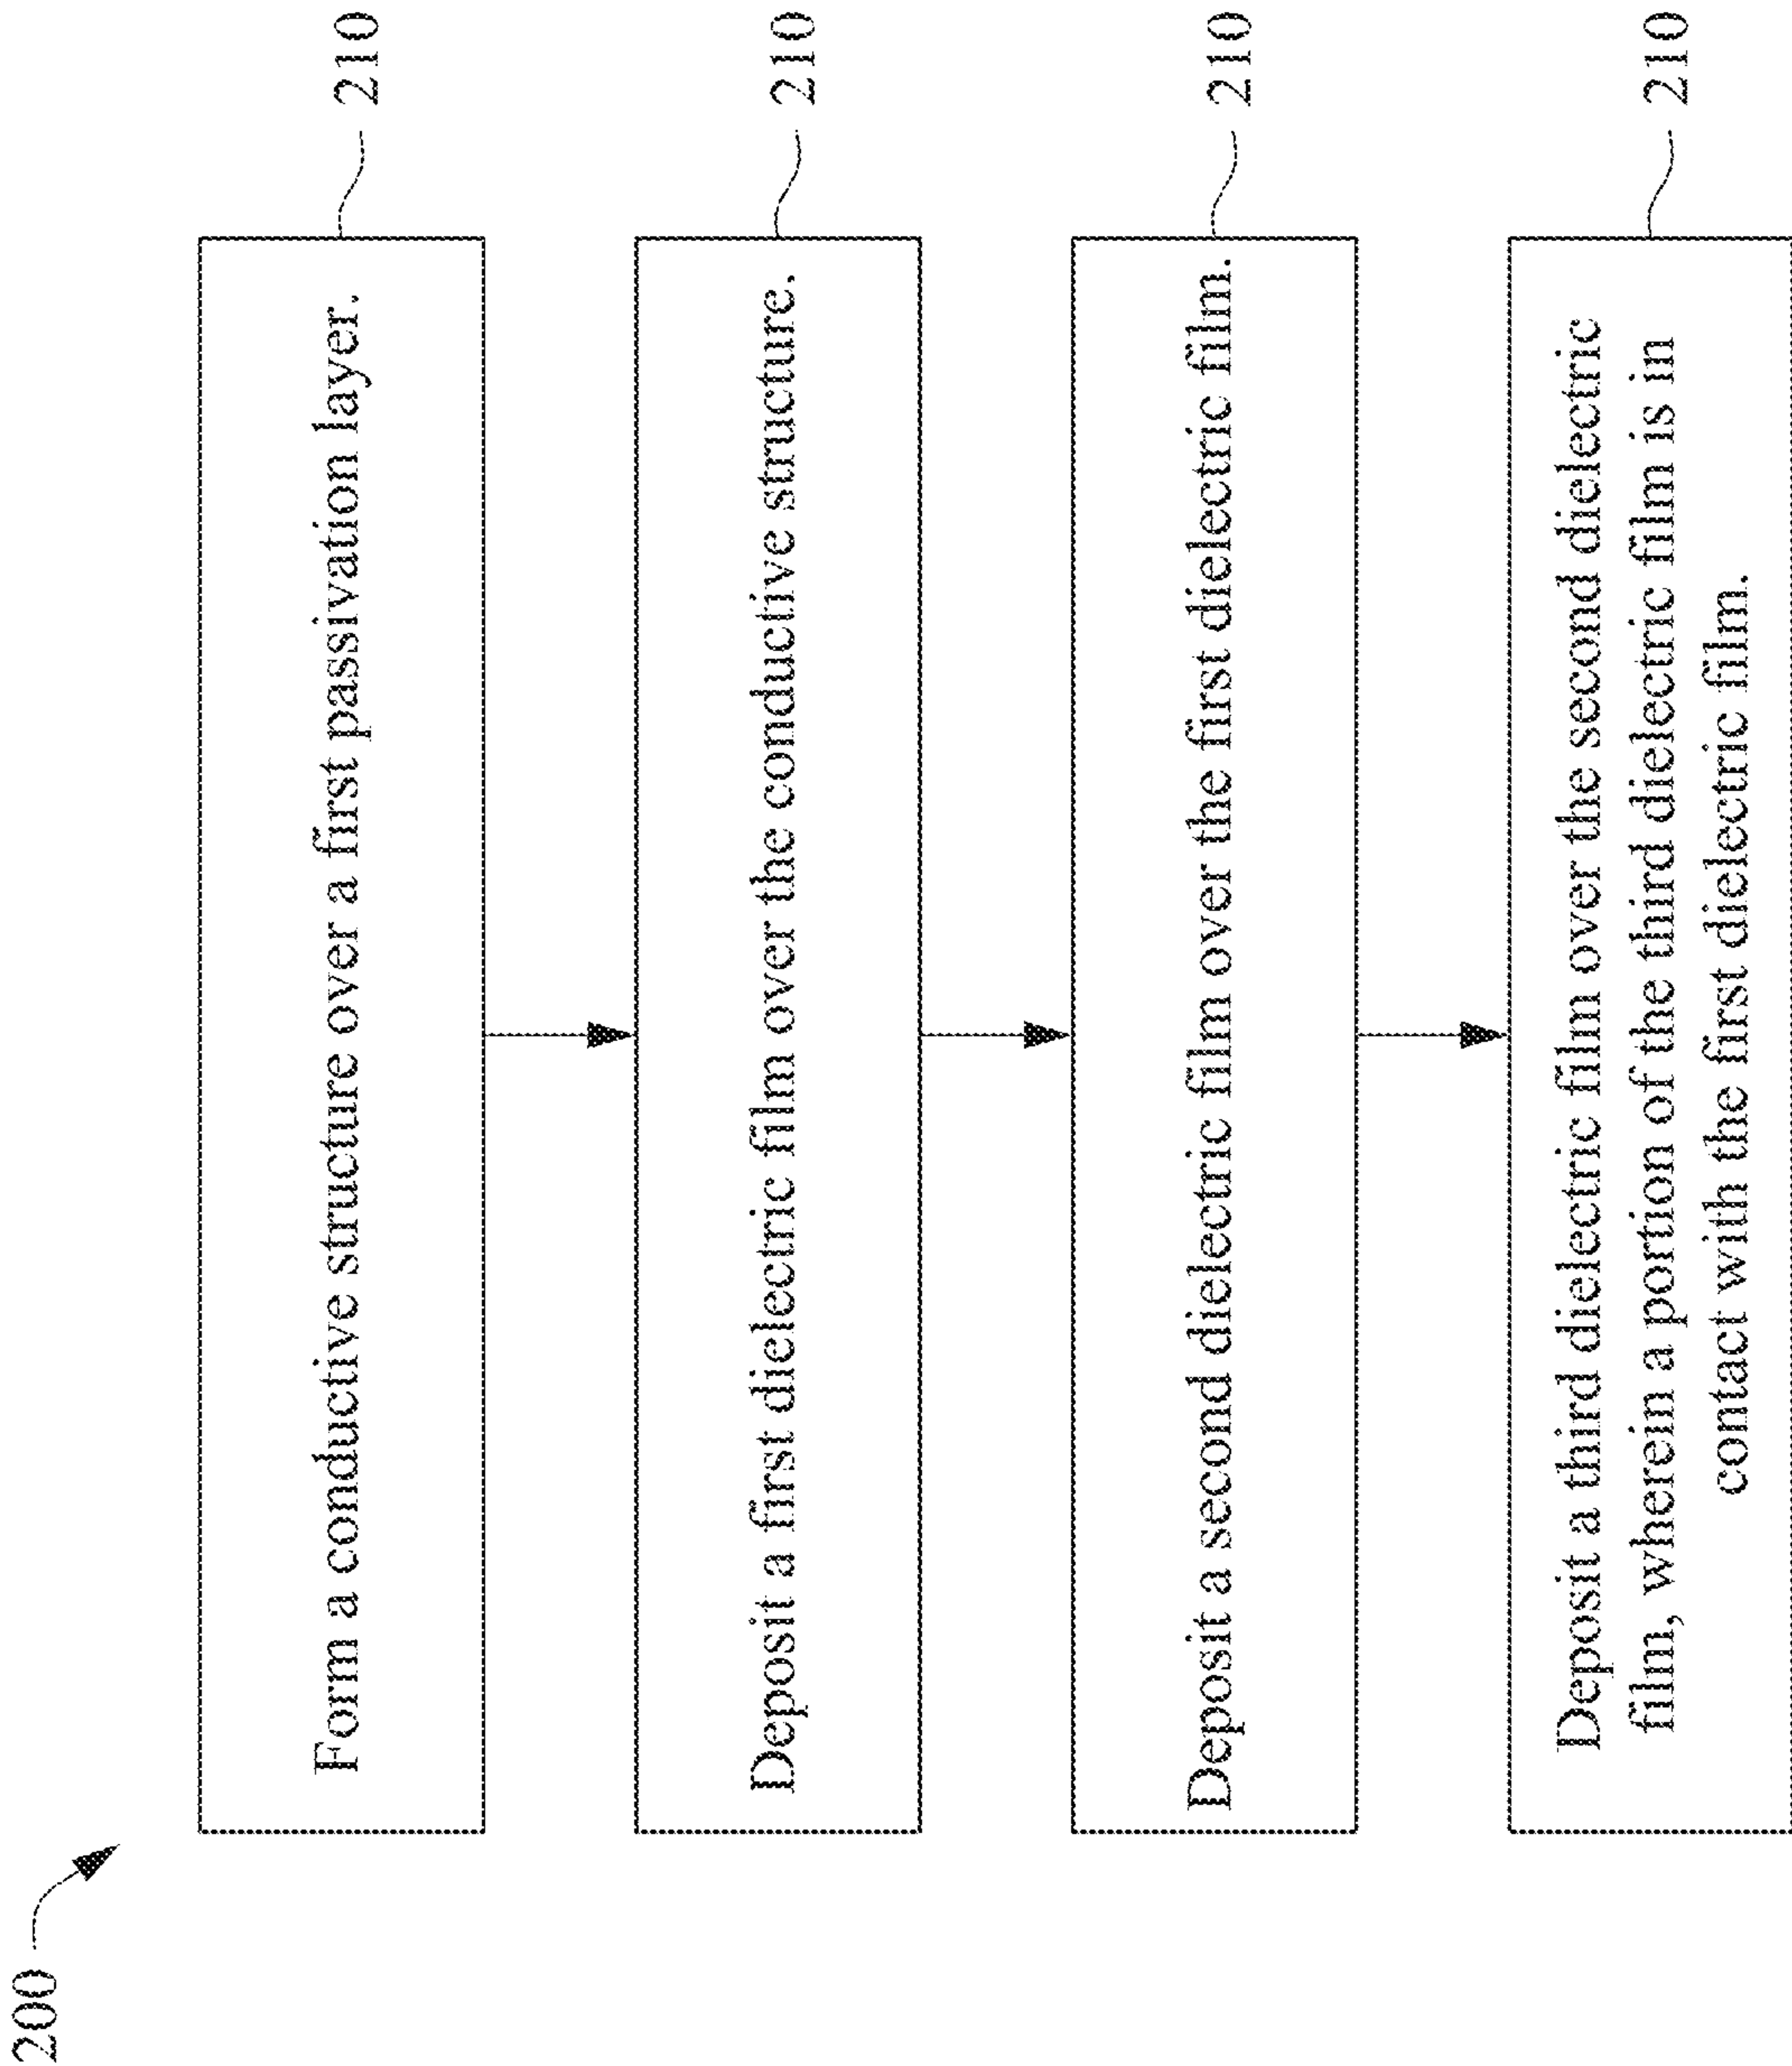 200
Form a conductive structure over a first passivation layer.
210
Deposit a first dielectric film over the conductive structure.
210
Deposit a second dielectric film over the first dielectric film.
210
Deposit a third dielectric film over the second dielectric
film, wherein a portion of the third dielectric film is in
contact with the first dielectric film.
210